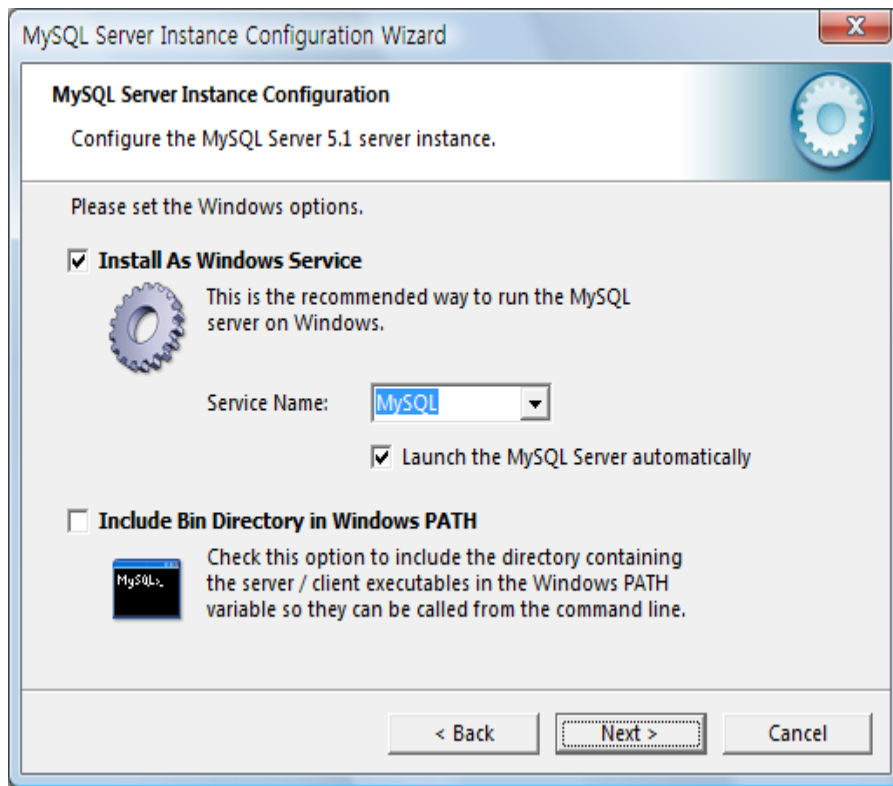 MySQL Server Instance Configuration Wizard
MySQL Server Instance Configuration
Configure the MySQL Server 5.1 server instance.
Please set the Windows options.
Install As Windows Service
This is the recommended way to run the MySQL
server on Windows.
Service Name:
MySQL
Launch the MySQL Server automatically
Include Bin Directory in Windows PATH
MySQL>_
Check this option to include the directory containing
the server / client executables in the Windows PATH
variable so they can be called from the command line.
< Back
Next >
Cancel